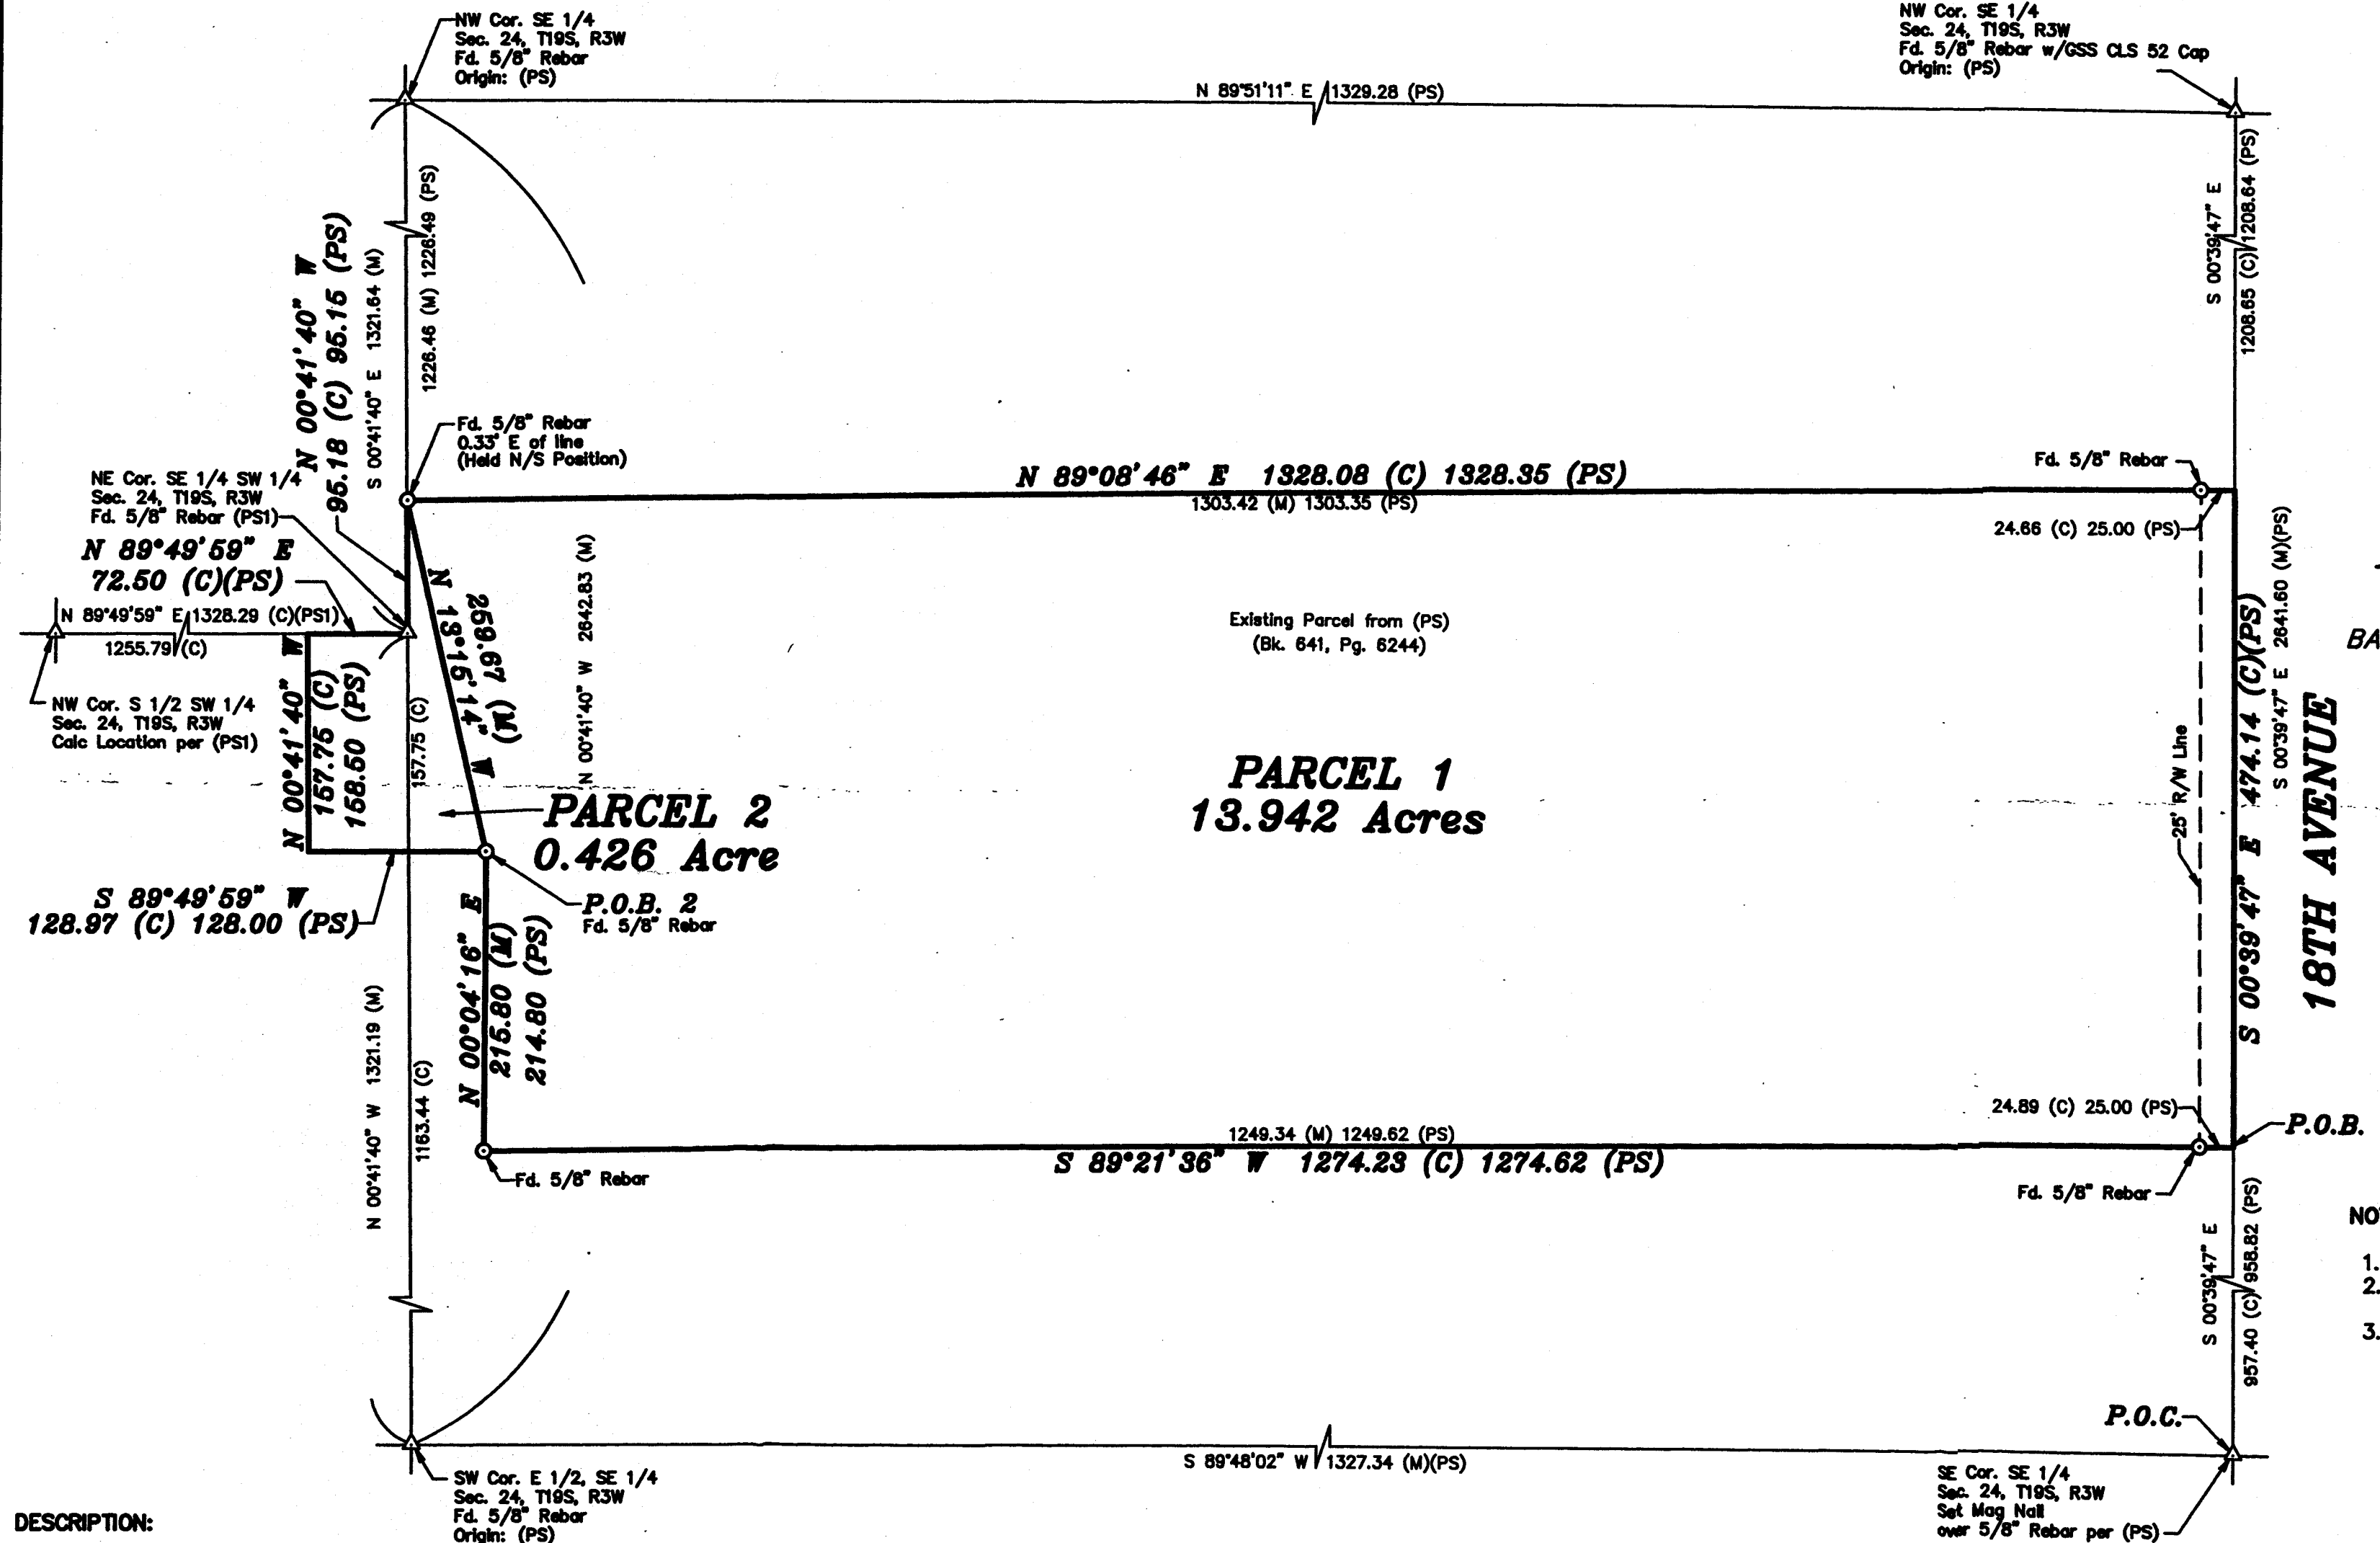 NW Cor. SE 1/4
Sec. 24, T19S, R3W
Fd. 5/8" Rebar
Origin: (PS)
NW Cor. SE 1/4
Sec. 24, T19S, R3W
Fd. 5/8" Rebar w/GSS CLS 52 Cap
Origin: (PS)
N 89°51'11" E 1329.28 (PS)
N 00°41'40" W
95.18 (C) 95.15 (PS)
S 00°41'40" E 1321.64 (M)
1226.46 (M) 1226.49 (PS)
S 00°39'47" E
1208.65 (C) 1208.64 (PS)
Fd. 5/8" Rebar
0.33' E of line
(Held N/S Position)
NE Cor. SE 1/4 SW 1/4
Sec. 24, T19S, R3W
Fd. 5/8" Rebar (PS1)
N 89°49'59" E
72.50 (C)(PS)
N 89°49'59" E 1328.29 (C)(PS1)
1255.79 (C)
NW Cor. S 1/2 SW 1/4
Sec. 24, T19S, R3W
Calc Location per (PS1)
N 89°08'46" E 1328.08 (C) 1328.35 (PS)
1303.42 (M) 1303.35 (PS)
Fd. 5/8" Rebar
24.66 (C) 25.00 (PS)
259.67 (M)
N 13°15'14" W
N 00°41'40" W 2642.83 (M)
Existing Parcel from (PS)
(Bk. 641, Pg. 6244)
N 00°41'40" W
157.75 (C)
158.50 (PS)
157.75 (C)
PARCEL 2
0.426 Acre
PARCEL 1
13.942 Acres
25' R/W Line
S 00°39'47" E 474.14 (C)(PS)
S 00°39'47" E 2641.60 (M)(PS)
18TH AVENUE
BA
S 89°49'59" W
128.97 (C) 128.00 (PS)
P.O.B. 2
Fd. 5/8" Rebar
N 00°04'16" E
215.80 (M)
214.80 (PS)
N 00°41'40" W 1321.19 (M)
1163.44 (C)
24.89 (C) 25.00 (PS)
P.O.B.
1249.34 (M) 1249.62 (PS)
S 89°21'36" W 1274.23 (C) 1274.62 (PS)
Fd. 5/8" Rebar
Fd. 5/8" Rebar
S 00°39'47" E
957.40 (C) 958.82 (PS)
NO
1.
2.
3.
P.O.C.
S 89°48'02" W 1327.34 (M)(PS)
SW Cor. E 1/2, SE 1/4
Sec. 24, T19S, R3W
Fd. 5/8" Rebar
Origin: (PS)
SE Cor. SE 1/4
Sec. 24, T19S, R3W
Set Mag Nail
over 5/8" Rebar per (PS)
DESCRIPTION: